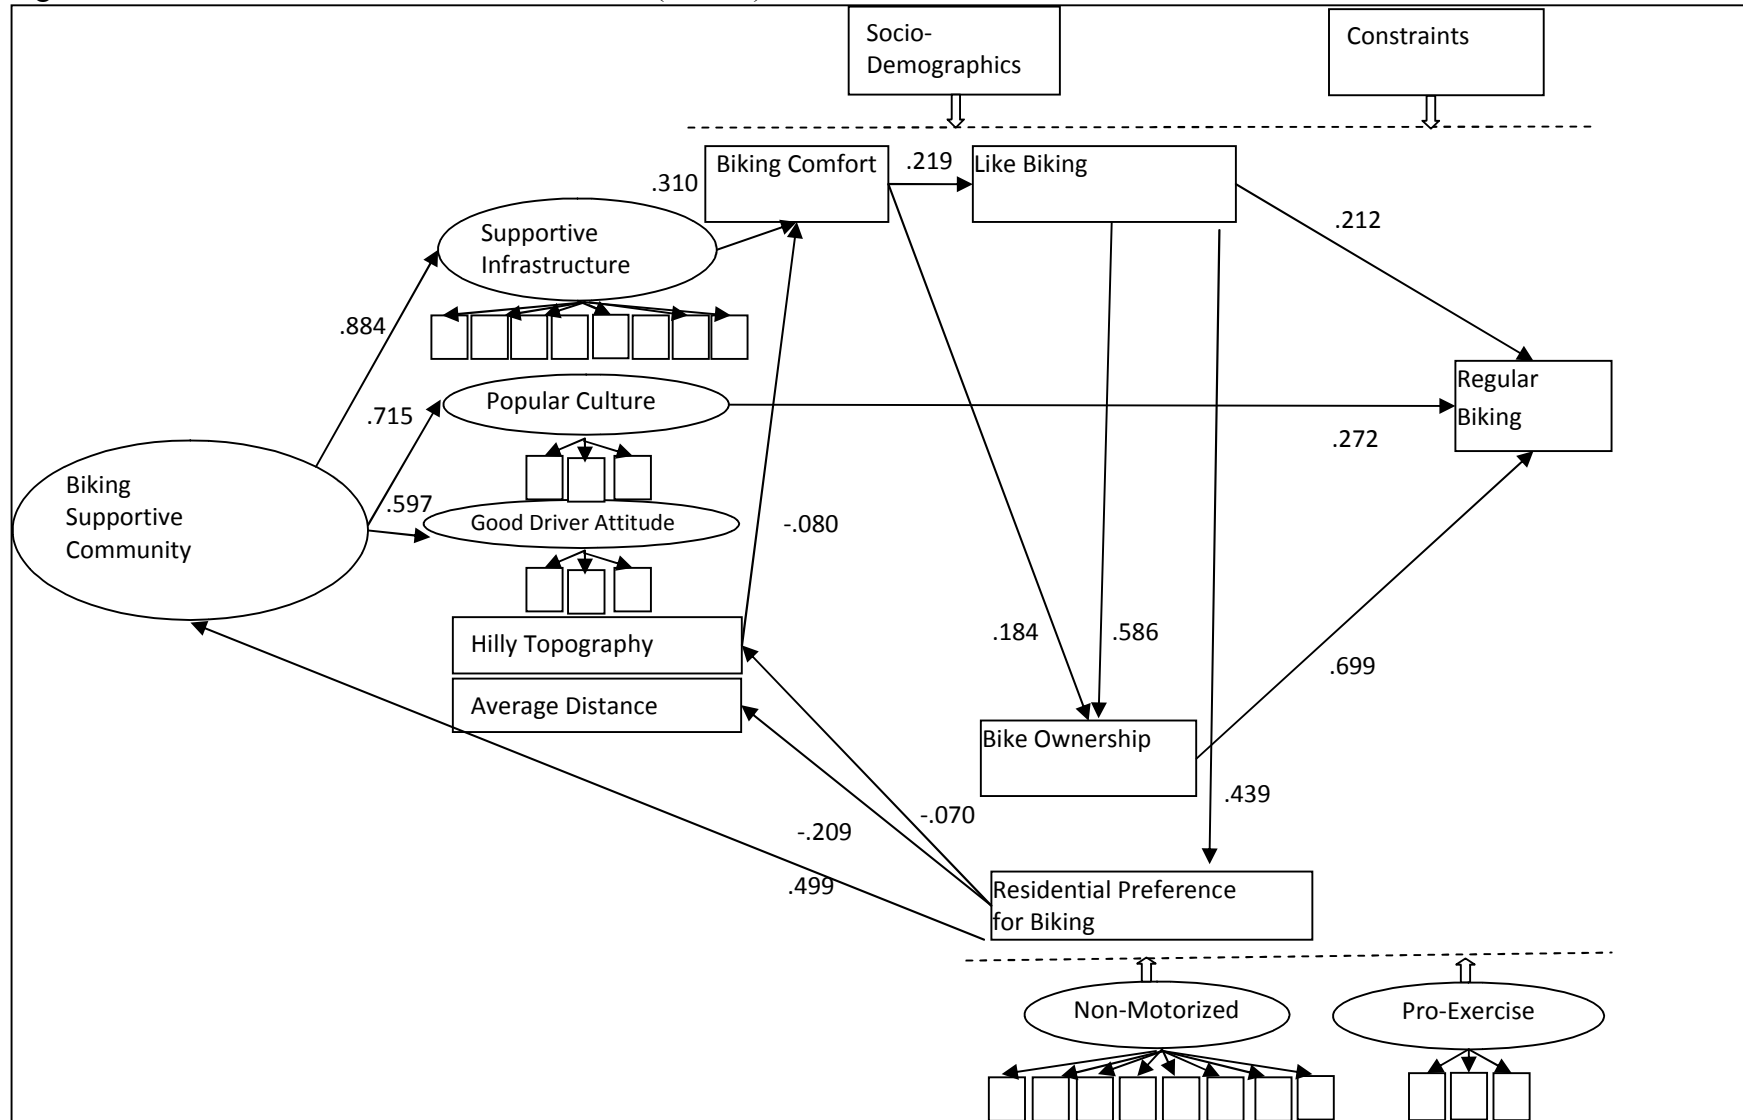 Socio-
Demographics
Constraints
Biking Comfort
.219
Like Biking
.310
.212
Supportive
Infrastructure
.884
Regular
Biking
Popular Culture
.715
.272
Biking
Supportive
Community
.597
Good Driver Attitude
-.080
Hilly Topography
.184
.586
.699
Average Distance
Bike Ownership
.439
-.070
-.209
.499
Residential Preference
for Biking
Non-Motorized
Pro-Exercise